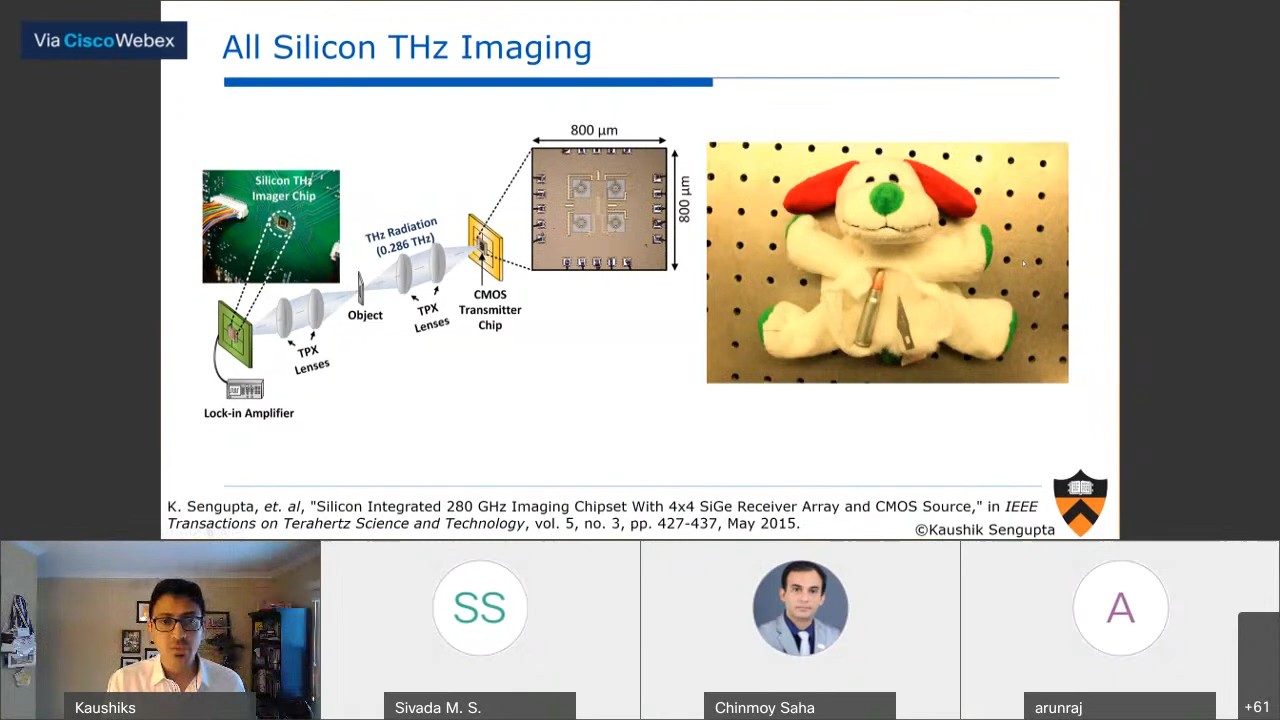 Via Cisco Webex
All Silicon THz Imaging
800 µm
800 µm
Silicon THz
Imager Chip
THz Radiation
(0.286 THz)
Object
TPX
Lenses
CMOS
Transmitter
Chip
TPX
Lenses
Lock-in Amplifier
K. Sengupta, et. al, "Silicon Integrated 280 GHz Imaging Chipset With 4x4 SiGe Receiver Array and CMOS Source," in IEEE
Transactions on Terahertz Science and Technology, vol. 5, no. 3, pp. 427-437, May 2015.
©Kaushik Sengupta
SS
A
Kaushiks
Sivada M. S.
Chinmoy Saha
arunraj
+61